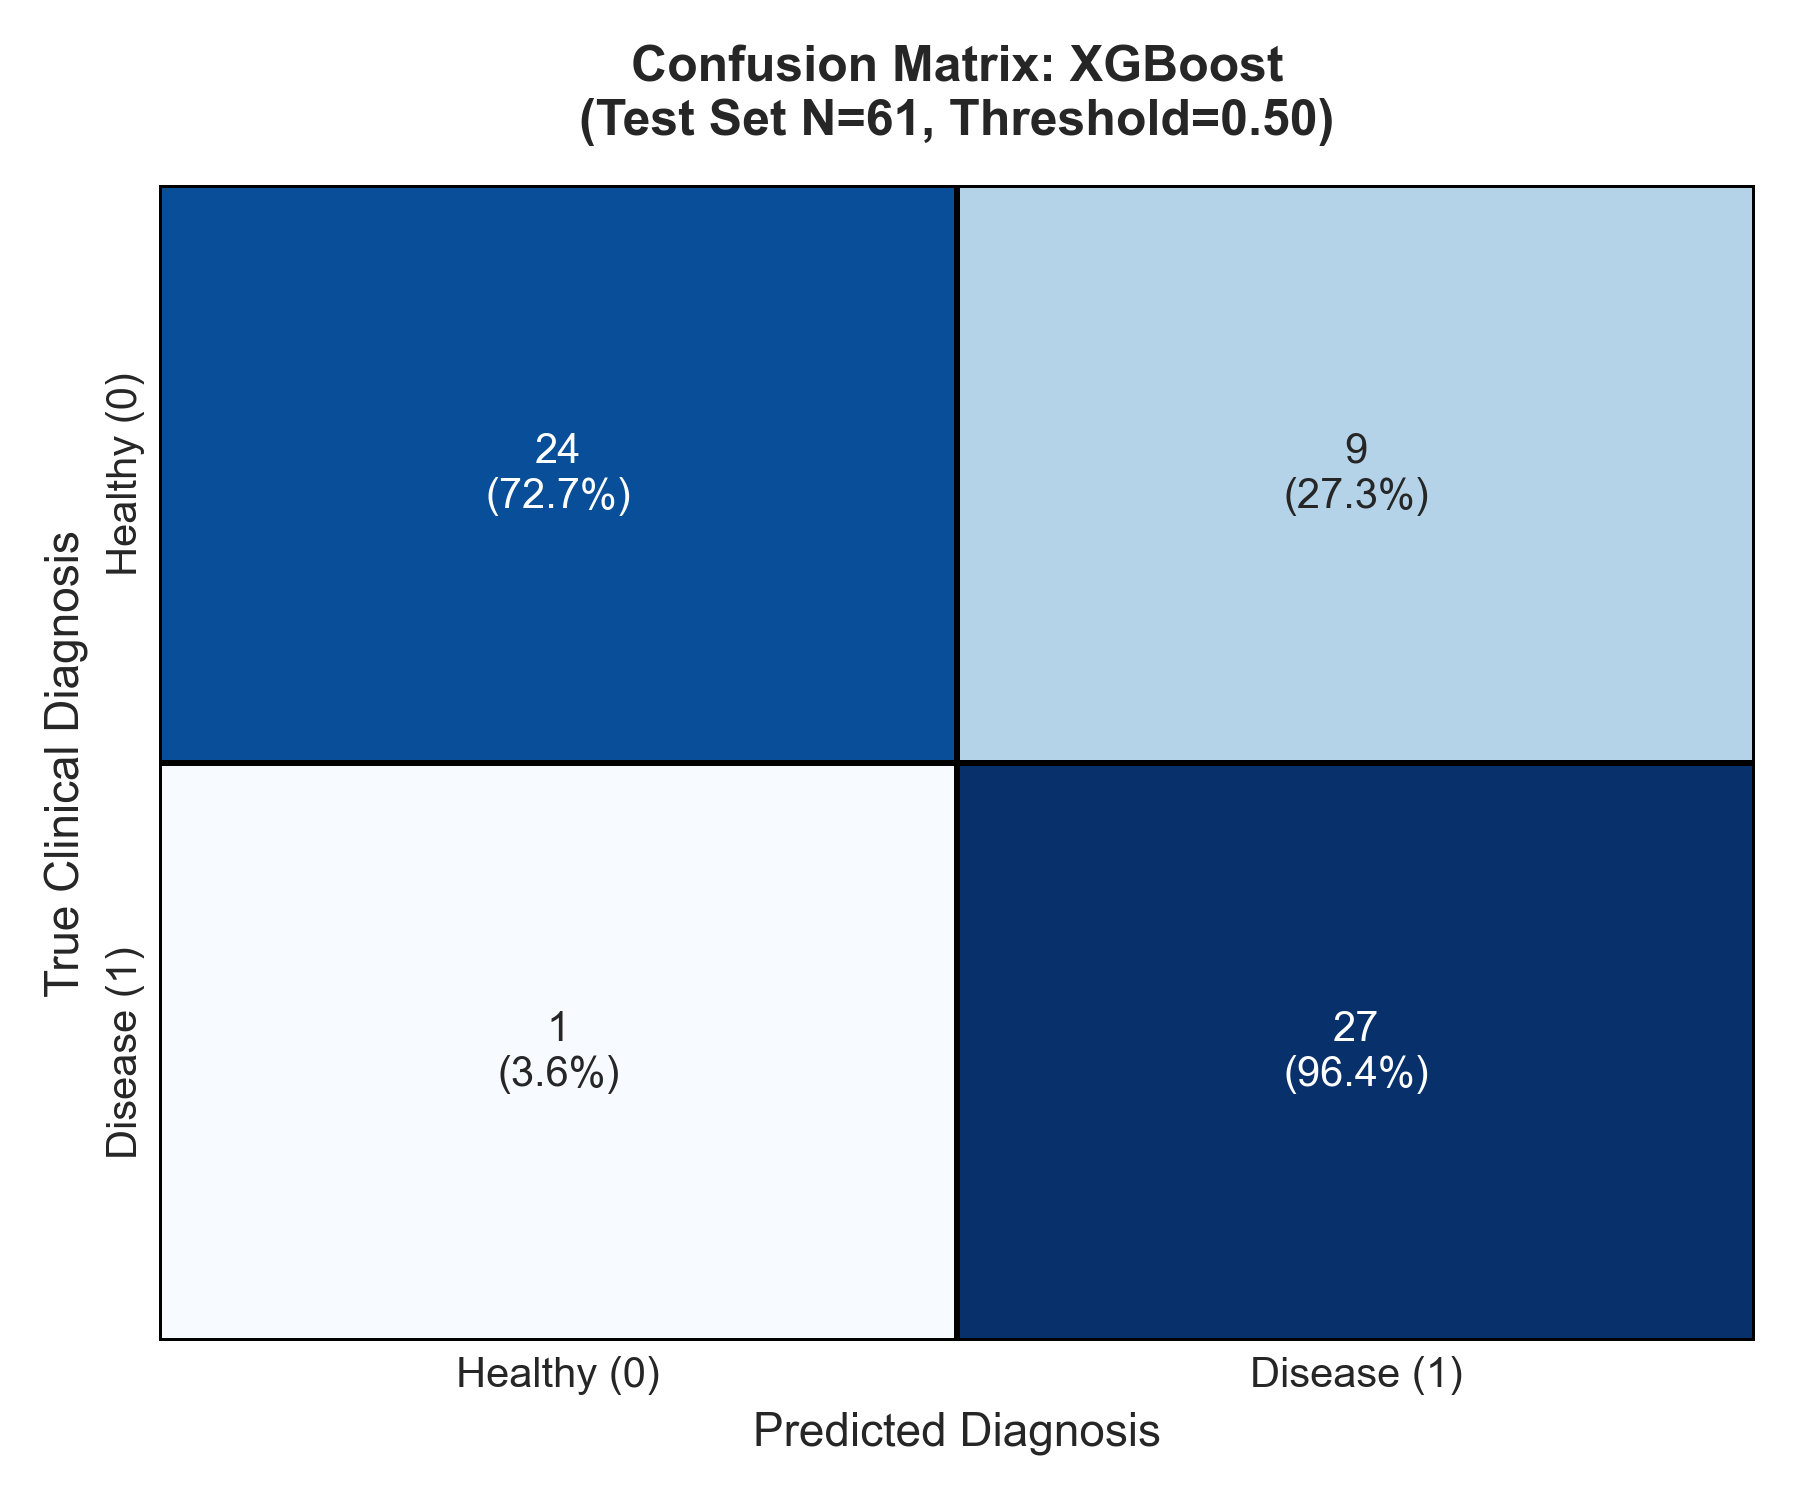 Confusion Matrix: XGBoost
(Test Set N=61, Threshold=0.50)
True Clinical Diagnosis
Healthy (0)
24
(72.7%)
9
(27.3%)
Disease (1)
1
(3.6%)
27
(96.4%)
Healthy (0)
Disease (1)
Predicted Diagnosis